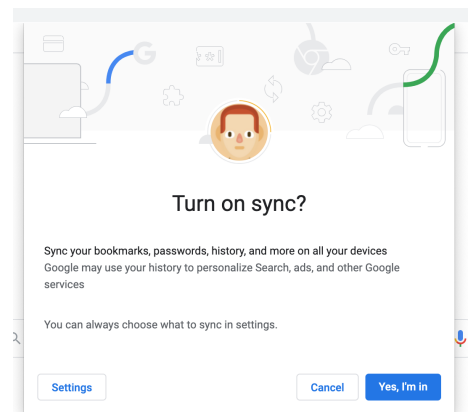 Turn on sync?
Sync your bookmarks, passwords, history, and more on all your devices
Google may use your history to personalize Search, ads, and other Google
services
You can always choose what to sync in settings.
Settings
Cancel
Yes, I'm in